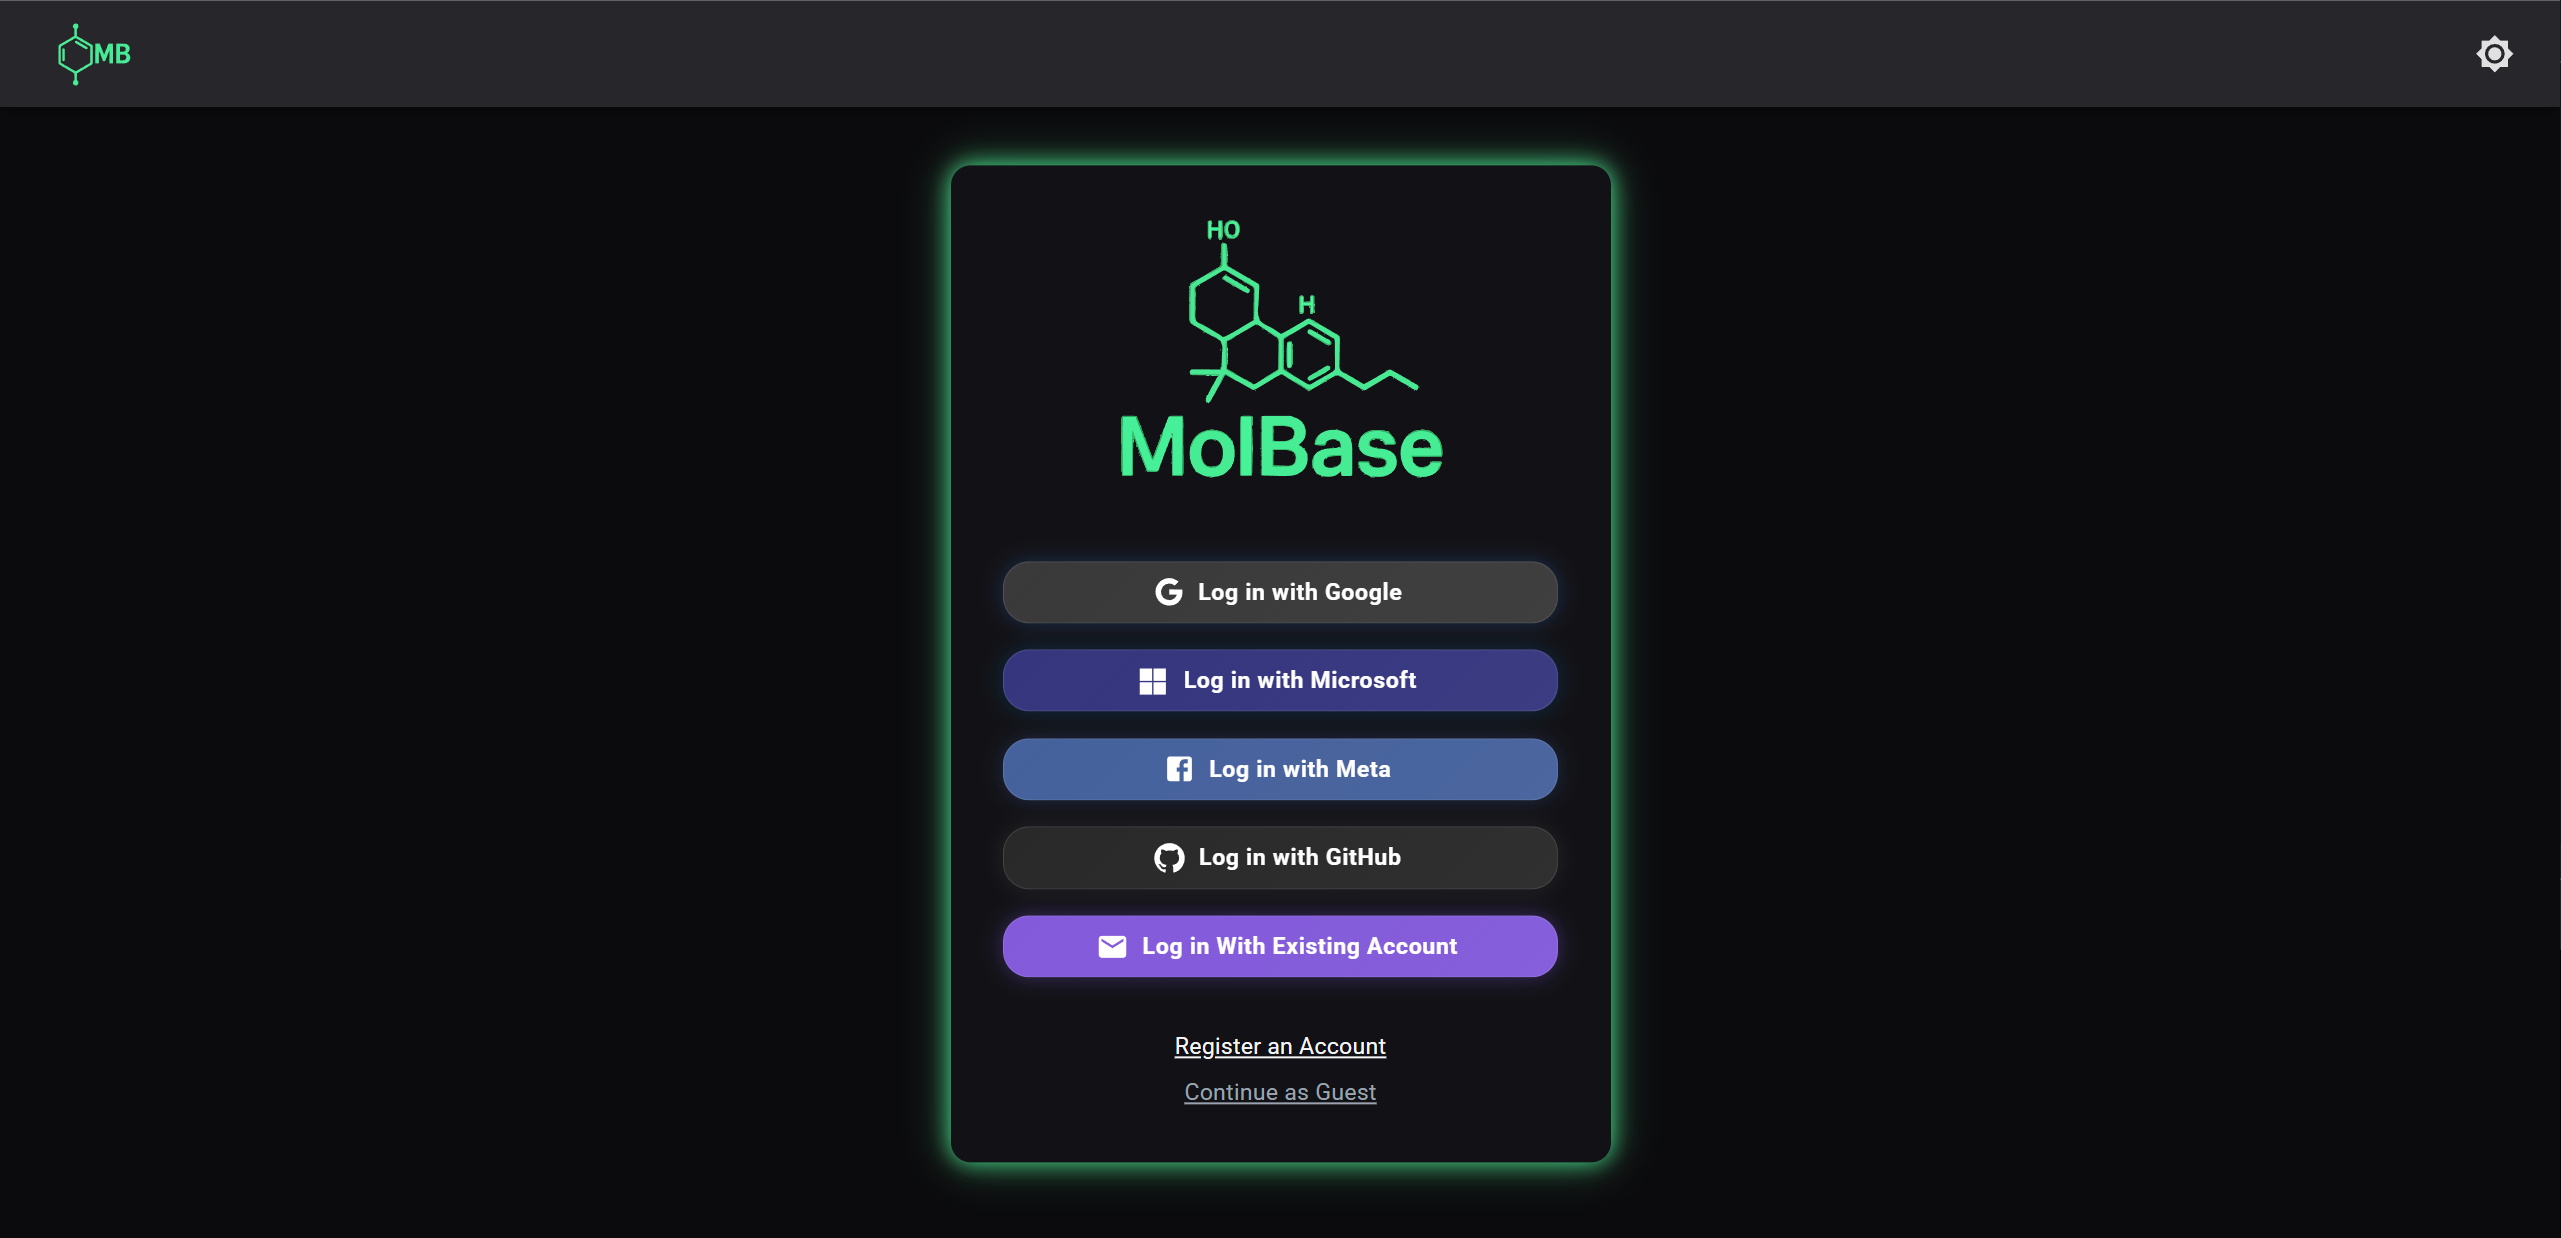 MB
HO
H
MolBase
Log in with Google
Log in with Microsoft
Log in with Meta
Log in with GitHub
Log in With Existing Account
Register an Account
Continue as Guest